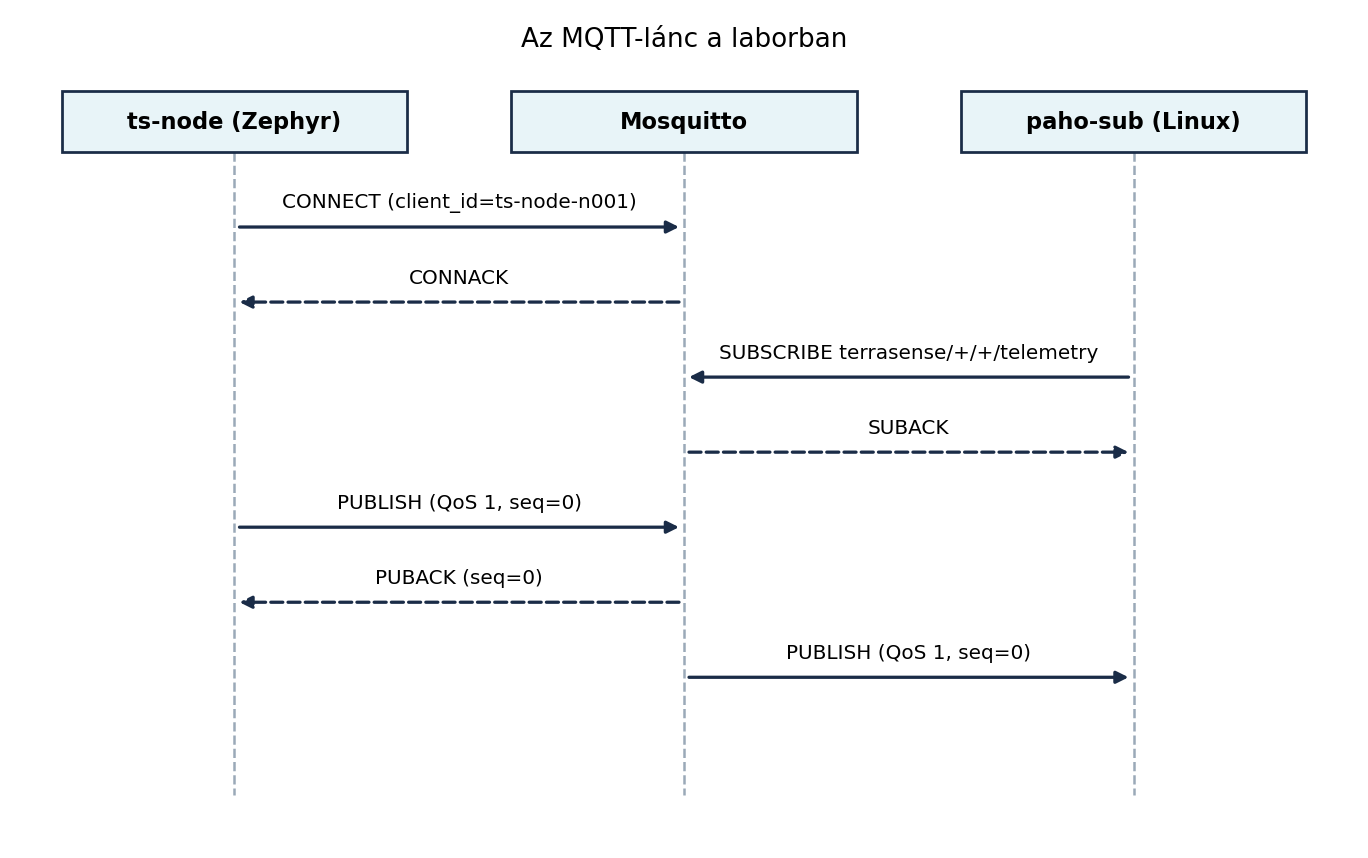 Az MQTT-lánc a laborban
ts-node (Zephyr)
Mosquitto
paho-sub (Linux)
CONNECT (client_id=ts-node-n001)
CONNACK
SUBSCRIBE terrasense/+/+/telemetry
SUBACK
PUBLISH (QoS 1, seq=0)
PUBACK (seq=0)
PUBLISH (QoS 1, seq=0)